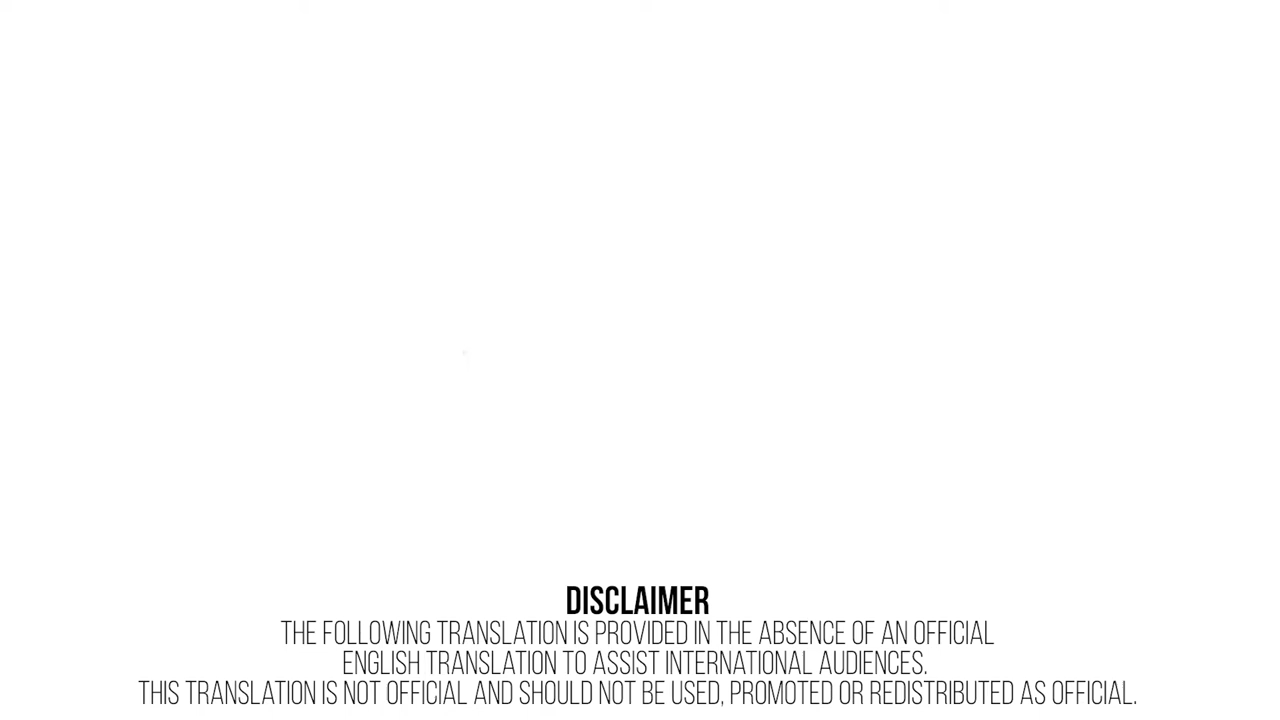 DISCLAIMER
THE FOLLOWING TRANSLATION IS PROVIDED IN THE ABSENCE OF AN OFFICIAL
ENGLISH TRANSLATION TO ASSIST INTERNATIONAL AUDIENCES.
THIS TRANSLATION IS NOT OFFICIAL AND SHOULD NOT BE USED, PROMOTED OR REDISTRIBUTED AS OFFICIAL.